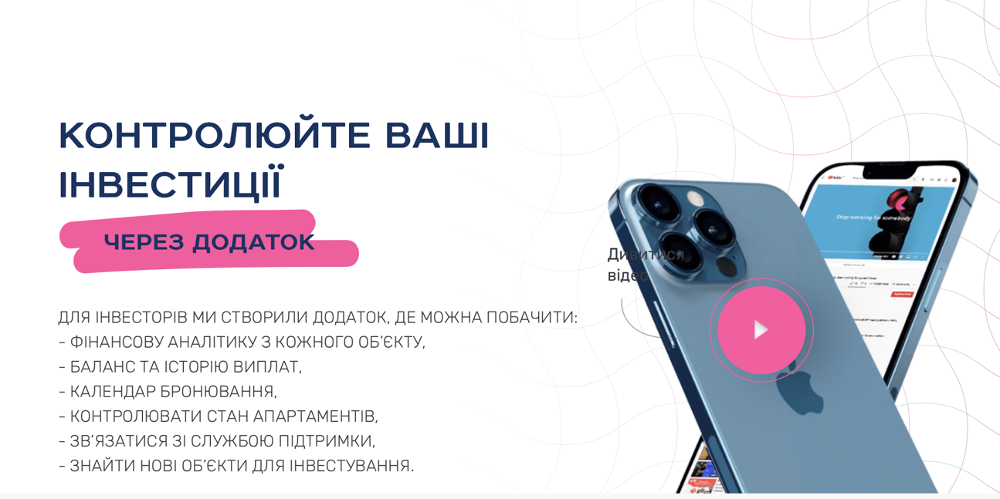 КОНТРОЛЮЙТЕ ВАШІ
ІНВЕСТИЦІЇ
ЧЕРЕЗ ДОДАТОК
ДЛЯ ІНВЕСТОРІВ МИ СТВОРИЛИ ДОДАТОК, ДЕ МОЖНА ПОБАЧИТИ:
- ФІНАНСОВУ АНАЛІТИКУ З КОЖНОГО ОБ’ЄКТУ,
- БАЛАНС ТА ІСТОРІЮ ВИПЛАТ,
- КАЛЕНДАР БРОНЮВАННЯ,
- КОНТРОЛЮВАТИ СТАН АПАРТАМЕНТІВ,
- ЗВ’ЯЗАТИСЯ ЗІ СЛУЖБОЮ ПІДТРИМКИ,
- ЗНАЙТИ НОВІ ОБ’ЄКТИ ДЛЯ ІНВЕСТУВАННЯ.
Дивитися
відео
Stop working for somebody